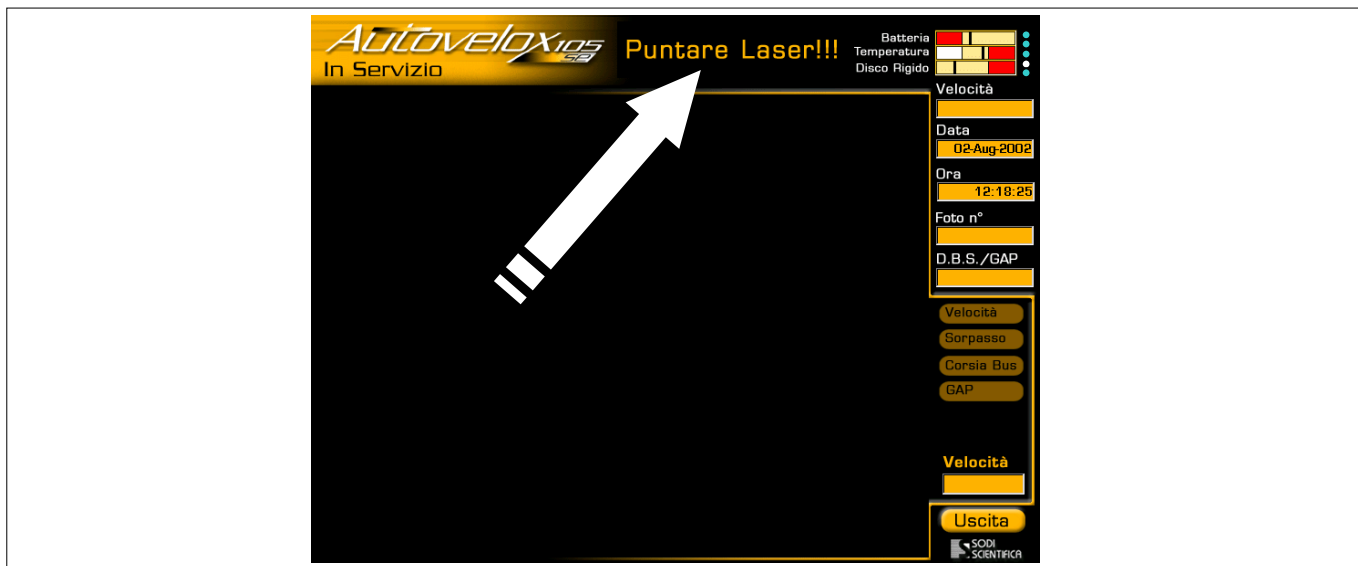 Autovelox 105 SE
In Servizio
Puntare Laser!!!
Batteria
Temperatura
Disco Rigido
Velocità
Data
02-Aug-2002
Ora
12:18:25
Foto n°
D.B.S./GAP
Velocità
Sorpasso
Corsia Bus
GAP
Velocità
Uscita
SODI
SCIENTIFICA